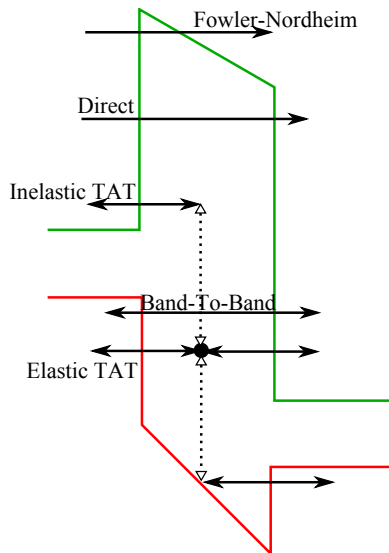 Fowler-Nordheim
Direct
Inelastic TAT
Band-To-Band
Elastic TAT